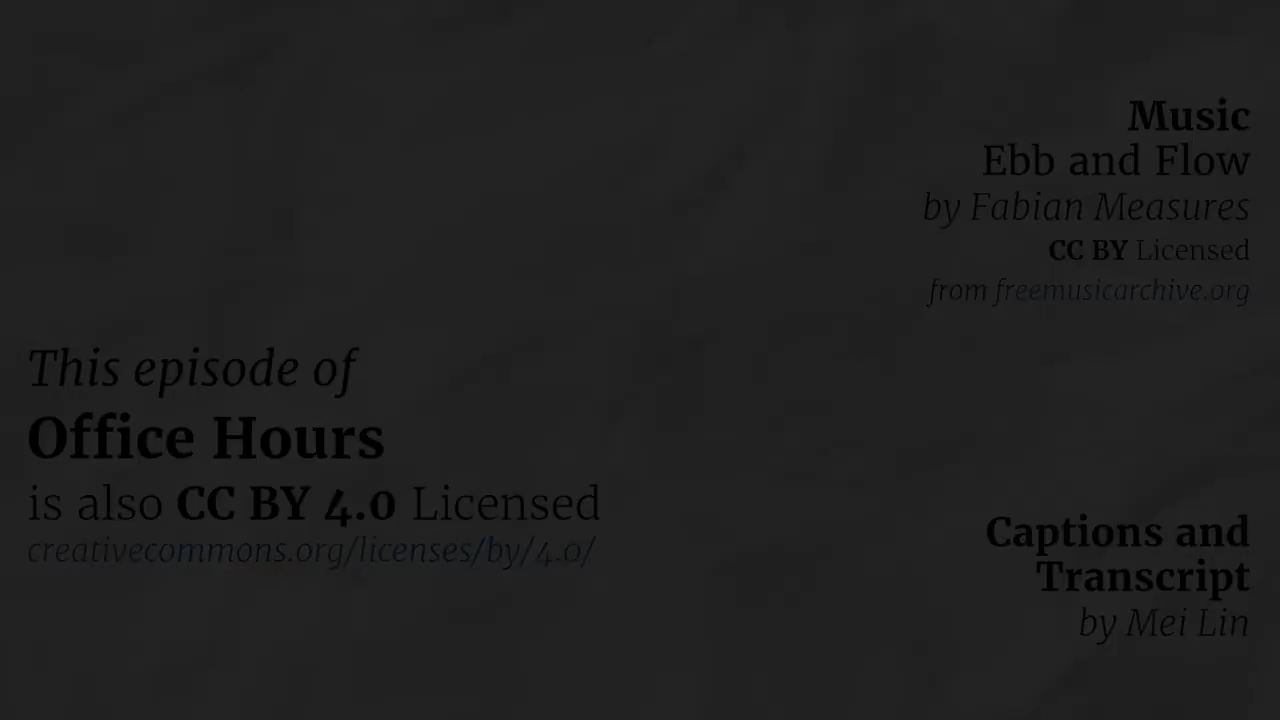 Music
Ebb and Flow
by Fabian Measures
CC BY Licensed
from freemusicarchive.org
This episode of
Office Hours
is also CC BY 4.0 Licensed
creativecommons.org/licenses/by/4.0/
Captions and
Transcript
by Mei Lin